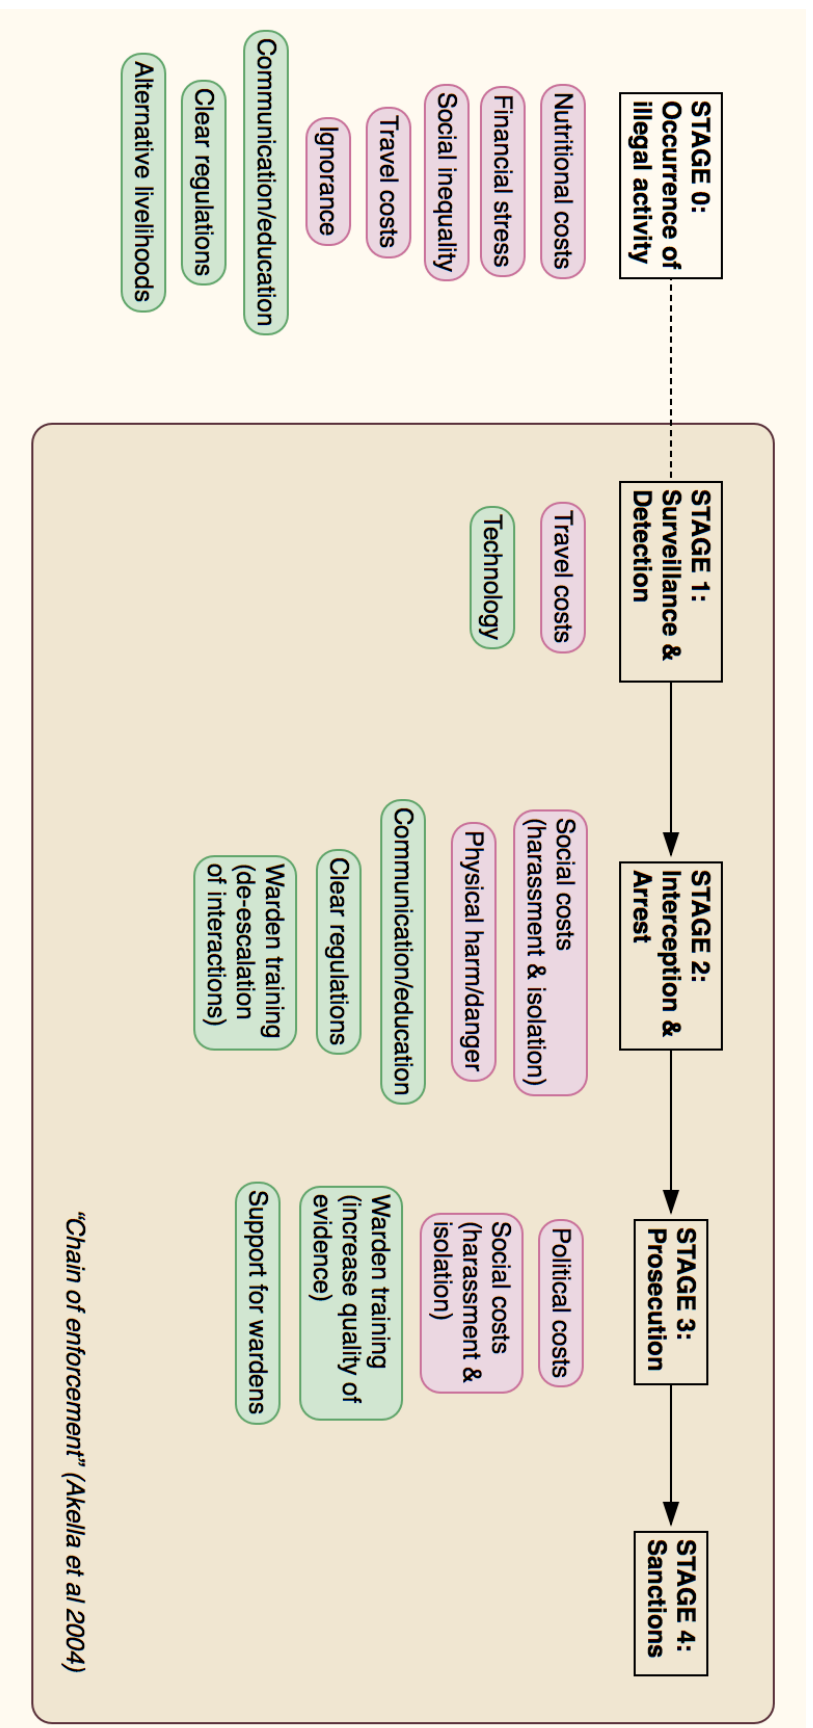 STAGE 0:
Occurrence of
illegal activity
Nutritional costs
Financial stress
Social inequality
Travel costs
Ignorance
Communication/education
Clear regulations
Alternative livelihoods
STAGE 1:
Surveillance &
Detection
Travel costs
Technology
STAGE 2:
Interception &
Arrest
Social costs
(harassment & isolation)
Physical harm/danger
Communication/education
Clear regulations
Warden training
(de-escalation
of interactions)
STAGE 3:
Prosecution
Political costs
Social costs
(harassment &
isolation)
Warden training
(increase quality of
evidence)
Support for wardens
STAGE 4:
Sanctions
“Chain of enforcement” (Akella et al 2004)